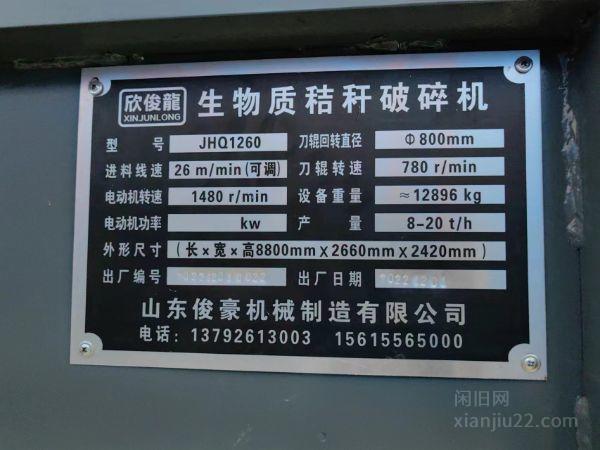 欣俊龍
XINJUNLONG
生物质秸秆破碎机
型号 JHQ1260 刀辊回转直径 Φ800mm
进料线速 26 m/min(可调) 刀辊转速 780 r/min
电动机转速 1480 r/min 设备重量 ≈12896 kg
电动机功率 kw 产量 8-20 t/h
外形尺寸 (长×宽×高8800mm×2660mm×2420mm)
出厂编号 出厂日期
山东俊豪机械制造有限公司
电话: 13792613003 15615565000
闲旧网
xianjiu22.com